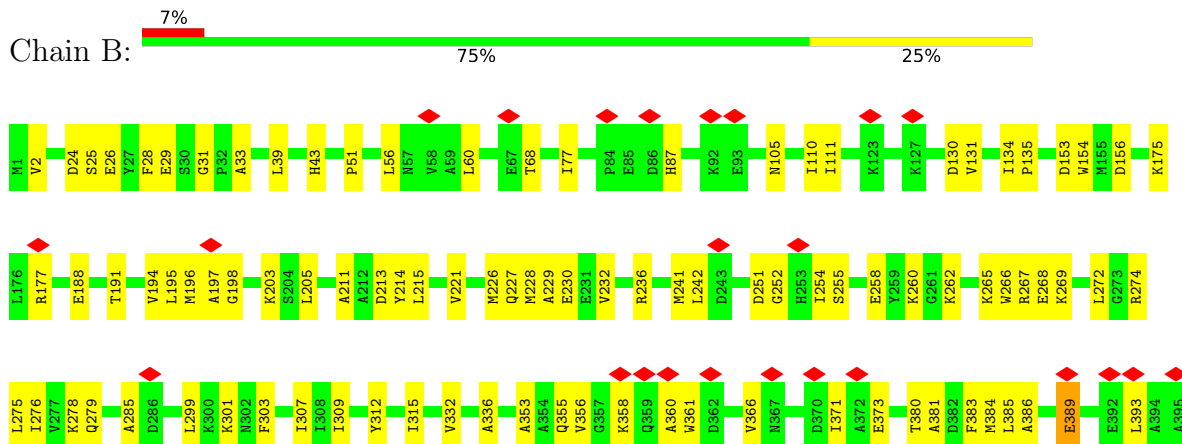 7%
Chain B:
75% 25%
M1 V2 D24 S25 E26 Y27 F28 E29 S30 G31 P32 A33 L39 H43 P51 L56 N57 V58 A59 L60 E67 T68 I77 P84 E85 D86 H87 K92 E93 N105 I110 I111 K123 K127 D130 V131 I134 P135 D153 W154 M155 D156 K175
L176 R177 E188 T191 V194 L195 M196 A197 G198 K203 S204 L205 A211 A212 D213 Y214 L215 V221 M226 Q227 M228 A229 E230 E231 V232 R236 M241 L242 D243 D251 G252 H253 I254 S255 E258 Y259 K260 G261 K262 K265 W266 R267 E268 K269 L272 G273 R274
L275 I276 V277 K278 Q279 A285 D286 L299 K300 K301 N302 F303 I307 I308 I309 Y312 I315 V332 A336 A353 A354 Q355 V356 G357 K358 Q359 A360 W361 D362 V366 N367 D370 I371 A372 E373 T380 A381 D382 F383 M384 L385 A386 E389 E392 L393 A394 A395